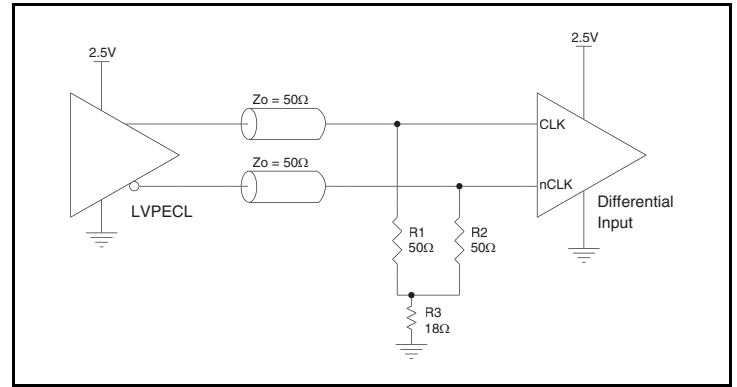 2.5V
2.5V
Zo = 50Ω
CLK
Zo = 50Ω
nCLK
LVPECL
Differential
Input
R1
50Ω
R2
50Ω
R3
18Ω